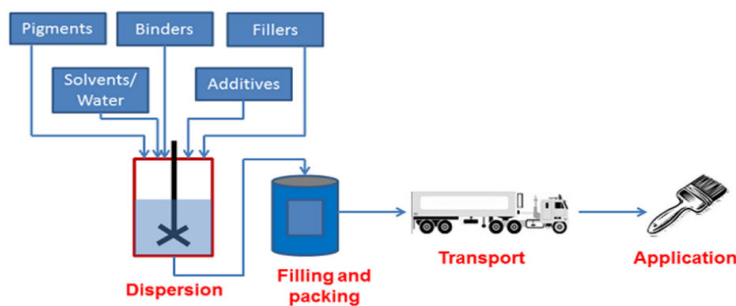 Pigments
Binders
Fillers
Solvents/
Water
Additives
Dispersion
Filling and
packing
Transport
Application